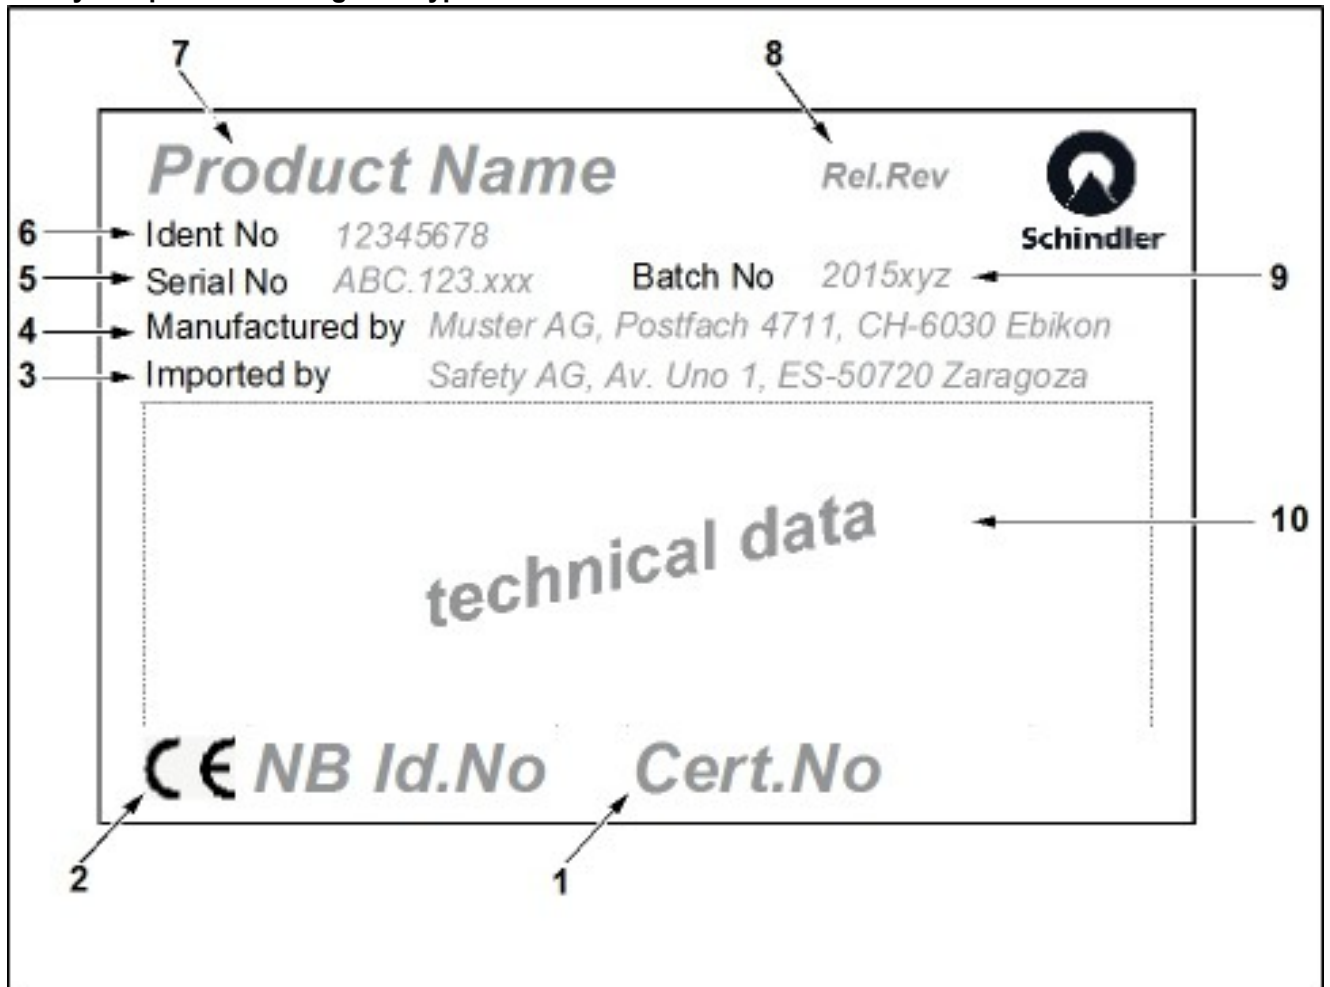 7 8
Product Name Rel.Rev
6 Ident No 12345678 Schindler
5 Serial No ABC.123.xxx Batch No 2015xyz 9
4 Manufactured by Muster AG, Postfach 4711, CH-6030 Ebikon
3 Imported by Safety AG, Av. Uno 1, ES-50720 Zaragoza
technical data 10
CE NB Id.No Cert.No
2 1